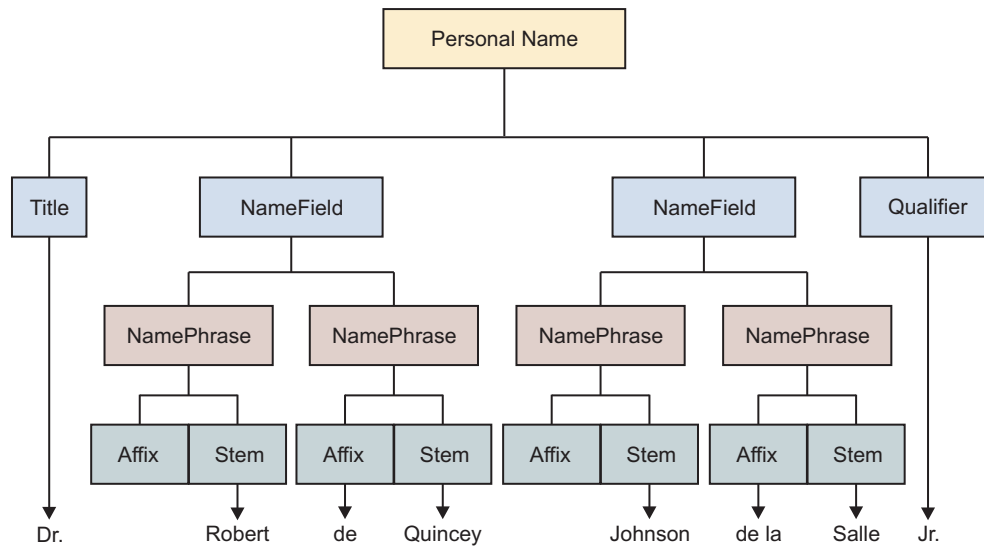 Personal Name
Title NameField NameField Qualifier
NamePhrase NamePhrase NamePhrase NamePhrase
Affix Stem Affix Stem Affix Stem Affix Stem
Dr. Robert de Quincey Johnson de la Salle Jr.